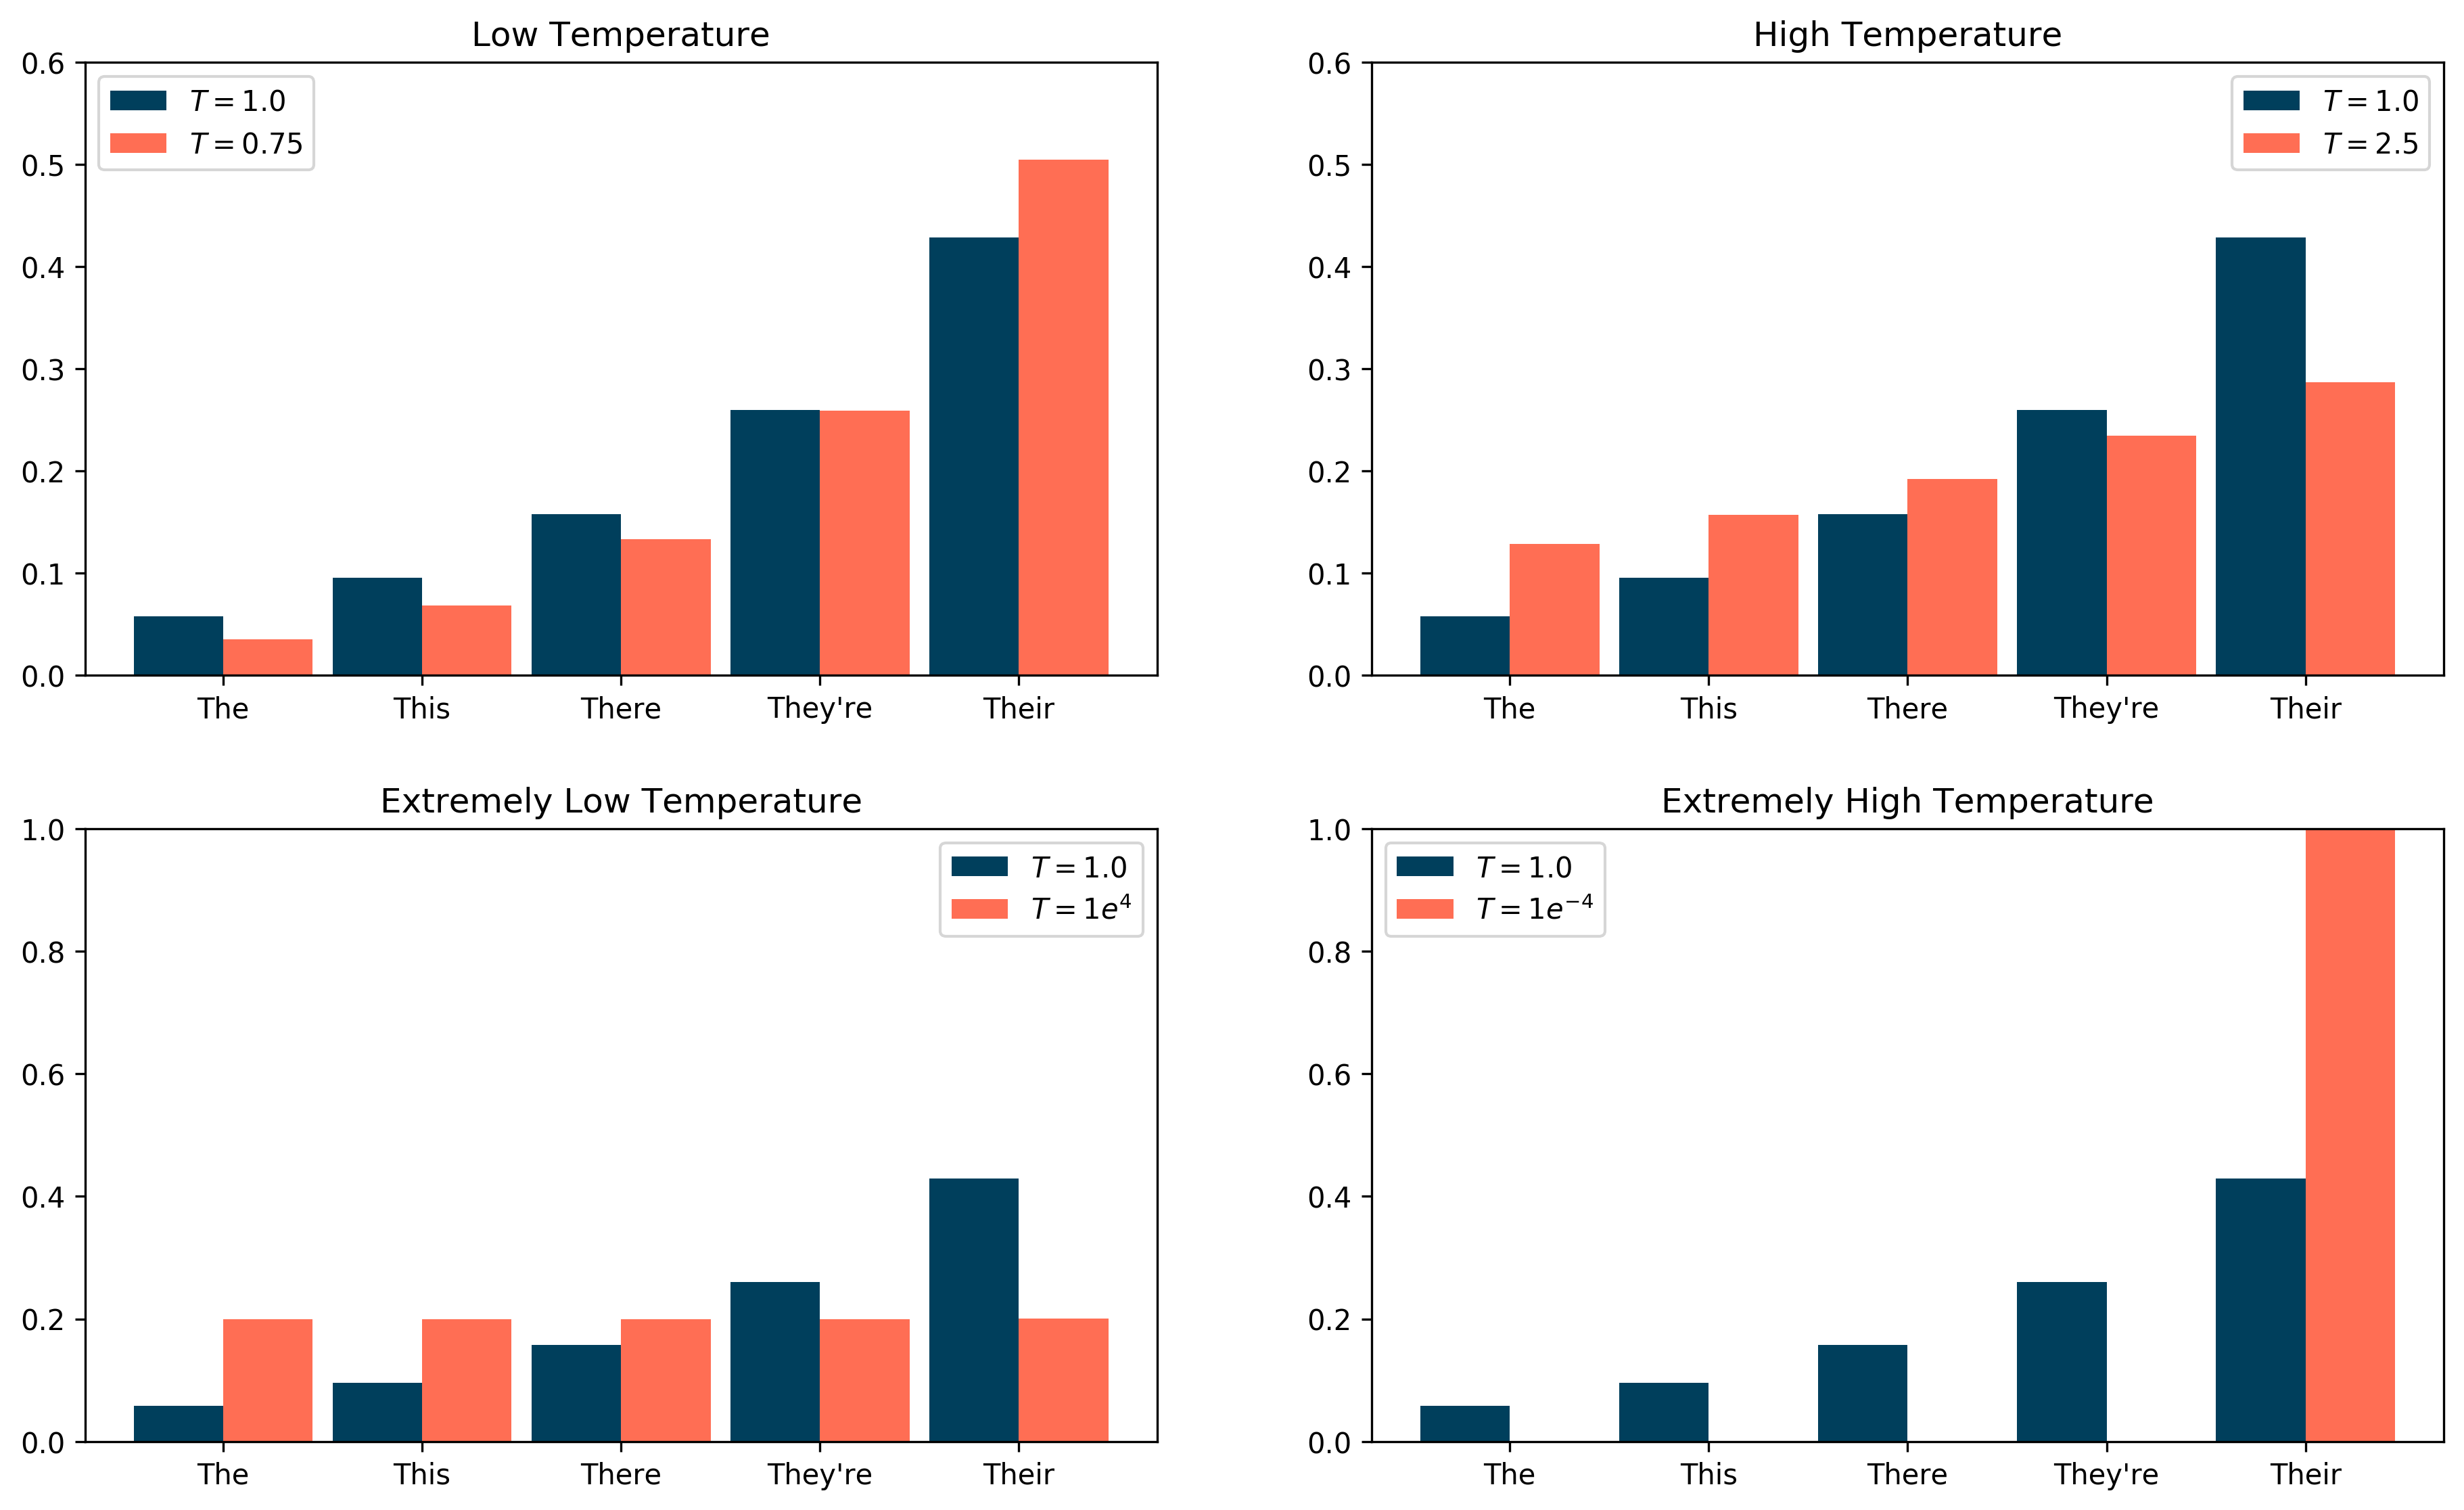 Low Temperature
0.6
0.5
0.4
0.3
0.2
0.1
0.0
T = 1.0
T = 0.75
The This There They're Their
High Temperature
0.6
0.5
0.4
0.3
0.2
0.1
0.0
T = 1.0
T = 2.5
The This There They're Their
Extremely Low Temperature
1.0
0.8
0.6
0.4
0.2
0.0
T = 1.0
T = 1e⁴
The This There They're Their
Extremely High Temperature
1.0
0.8
0.6
0.4
0.2
0.0
T = 1.0
T = 1e⁻⁴
The This There They're Their